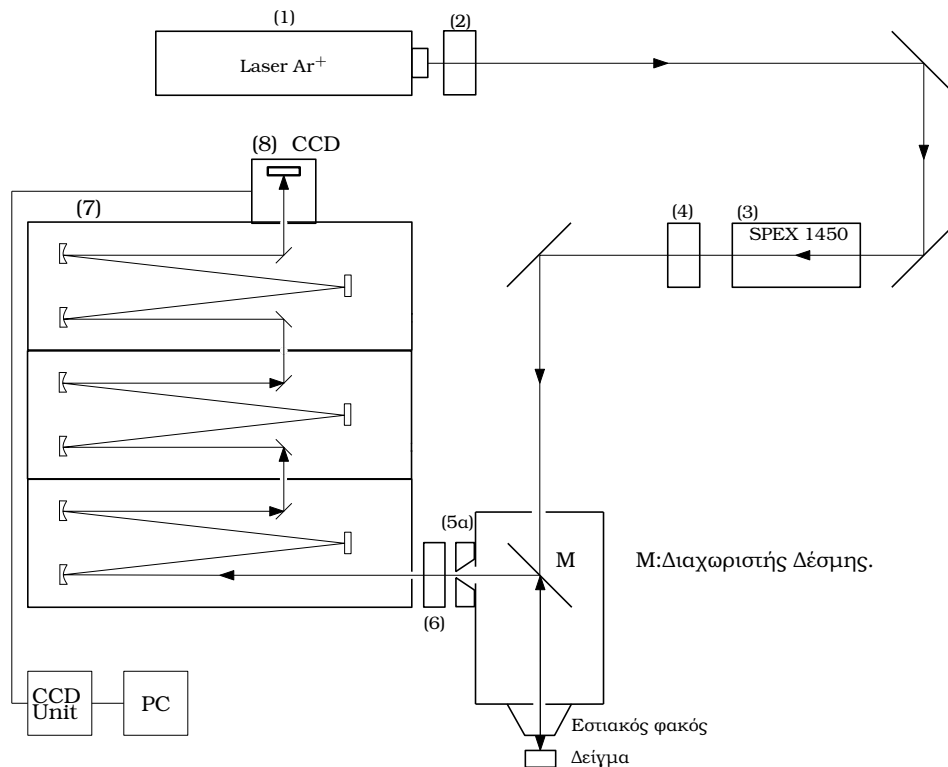 (1)
(2)
Laser Ar⁺
(8) CCD
(7)
(4)
(3)
SPEX 1450
(5α)
M
M:Διαχωριστής Δέσμης.
(6)
CCD
Unit
PC
Εστιακός φακός
Δείγμα